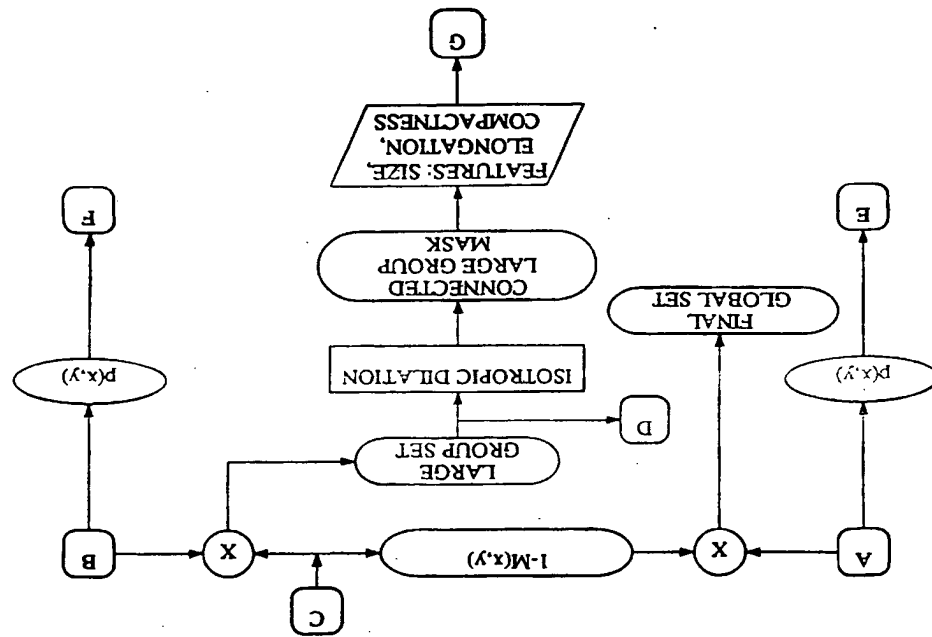 C
A
X
1-M(x,y)
X
B
LARGE
GROUP SET
D
p(x,y)
ISOTROPIC DILATION
p(x,y)
FINAL
GLOBAL SET
CONNECTED
LARGE GROUP
MASK
E
F
FEATURES: SIZE,
ELONGATION,
COMPACTNESS
G